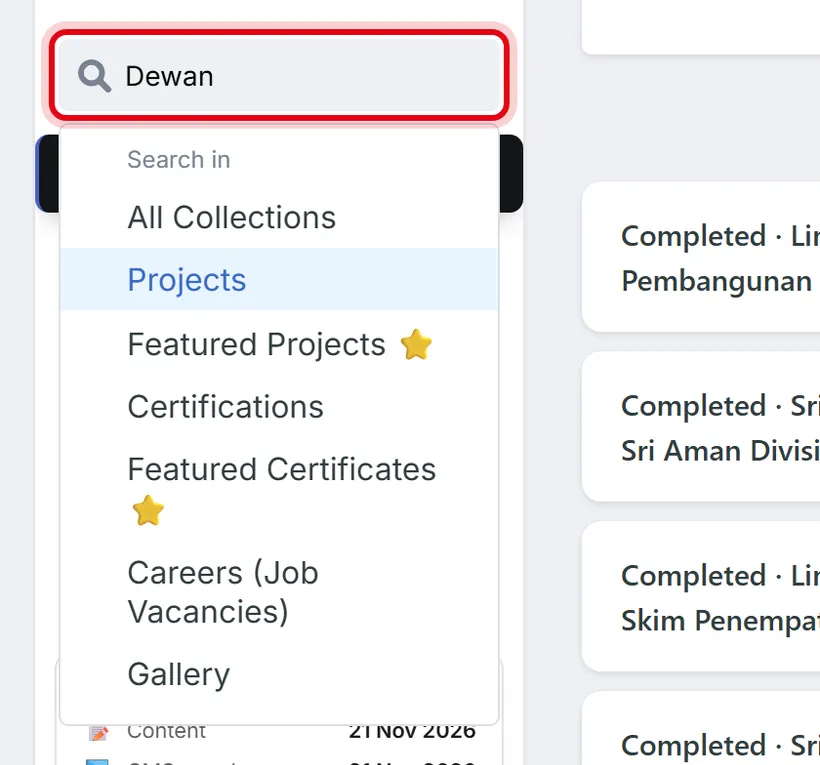 Dewan
Search in
All Collections
Projects
Featured Projects ⭐
Certifications
Featured Certificates
⭐
Careers (Job
Vacancies)
Gallery
Content 21 Nov 2026
Completed · Lin
Pembangunan
Completed · Sri
Sri Aman Divisi
Completed · Lin
Skim Penempat
Completed · Sri